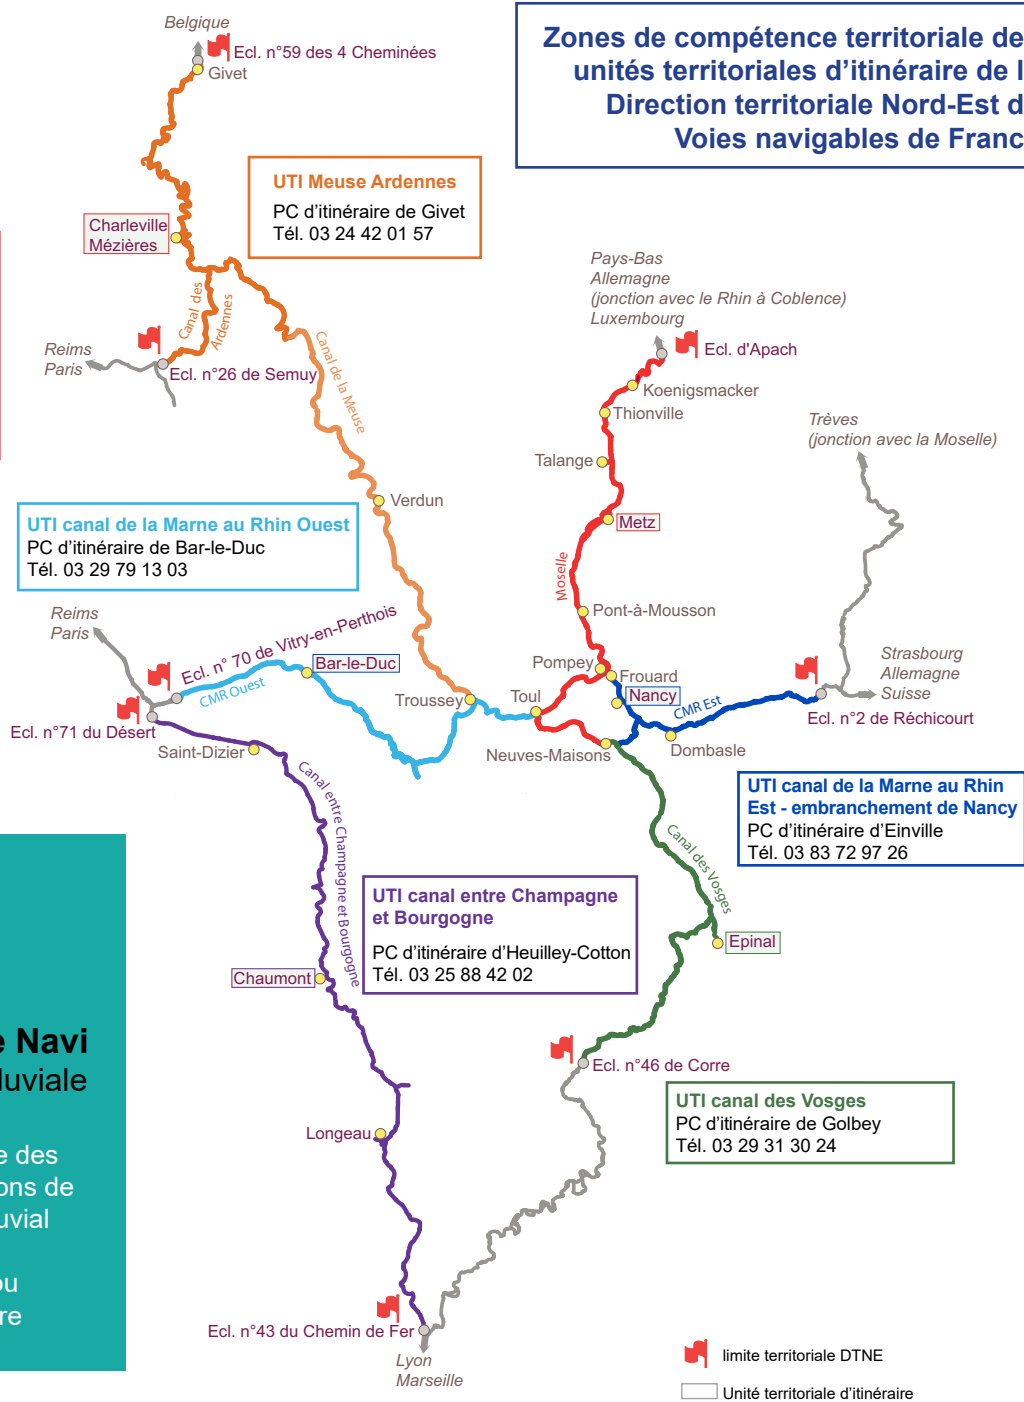 Zones de compétence territoriale de
unités territoriales d'itinéraire de l
Direction territoriale Nord-Est d
Voies navigables de Franc
Belgique
Ecl. n°59 des 4 Cheminées
Givet
UTI Meuse Ardennes
PC d'itinéraire de Givet
Tél. 03 24 42 01 57
Charleville
Mézières
Canal des
Ardennes
Reims
Paris
Ecl. n°26 de Semuy
Canal de la Meuse
Verdun
Pays-Bas
Allemagne
(jonction avec le Rhin à Coblence)
Luxembourg
Ecl. d'Apach
Koenigsmacker
Thionville
Talange
Metz
Moselle
Pont-à-Mousson
Pompey
Frouard
Nancy
Trèves
(jonction avec la Moselle)
UTI canal de la Marne au Rhin Ouest
PC d'itinéraire de Bar-le-Duc
Tél. 03 29 79 13 03
Reims
Paris
Ecl. n° 70 de Vitry-en-Perthois
CMR Ouest
Bar-le-Duc
Ecl. n°71 du Désert
Saint-Dizier
Troussey
Toul
Neuves-Maisons
CMR Est
Dombasle
Strasbourg
Allemagne
Suisse
Ecl. n°2 de Réchicourt
UTI canal de la Marne au Rhin
Est - embranchement de Nancy
PC d'itinéraire d'Einville
Tél. 03 83 72 97 26
Canal entre Champagne et Bourgogne
UTI canal entre Champagne
et Bourgogne
PC d'itinéraire d'Heuilley-Cotton
Tél. 03 25 88 42 02
Canal des Vosges
Epinal
Chaumont
Ecl. n°46 de Corre
UTI canal des Vosges
PC d'itinéraire de Golbey
Tél. 03 29 31 30 24
Longeau
Ecl. n°43 du Chemin de Fer
Lyon
Marseille
e Navi
luviale
e des
ons de
uvial
ou
re
limite territoriale DTNE
Unité territoriale d'itinéraire